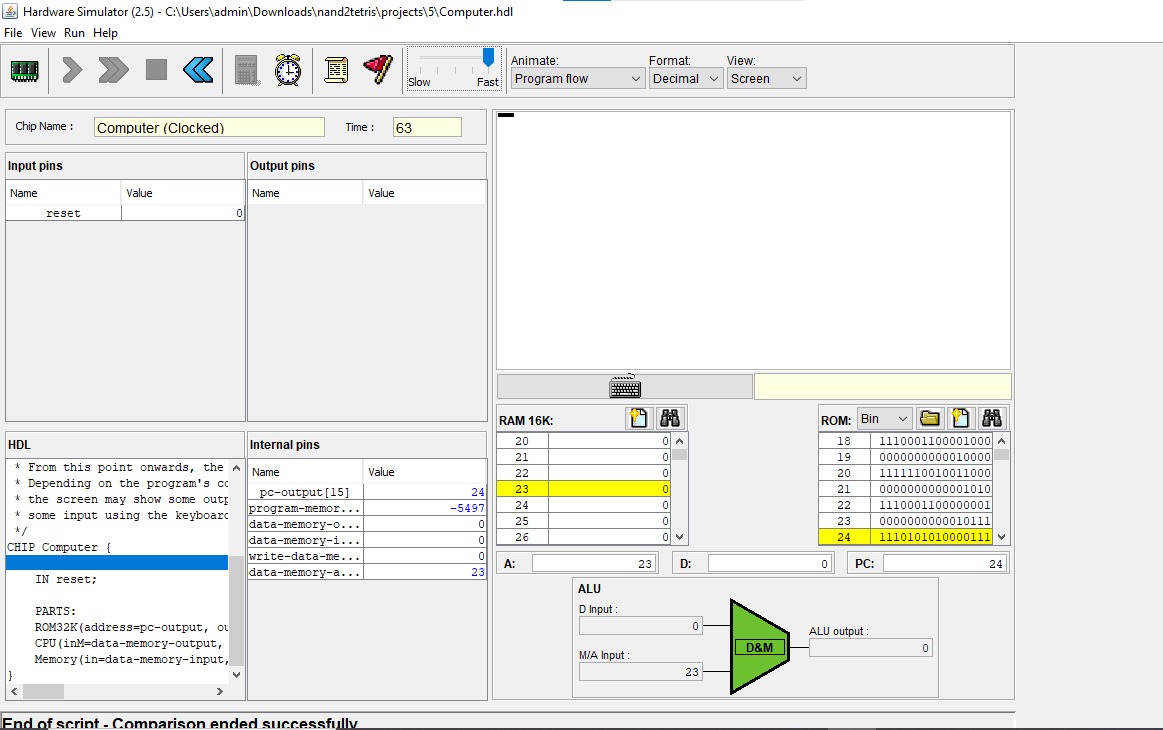 Hardware Simulator (2.5) - C:\Users\admin\Downloads\nand2tetris\projects\5\Computer.hdl
File View Run Help
Animate: Format: View:
Slow Fast Program flow Decimal Screen
Chip Name : Computer (Clocked) Time : 63
Input pins
Name Value
reset 0
Output pins
Name Value
HDL
* From this point onwards, the
* Depending on the program's co
* the screen may show some outp
* some input using the keyboard
*/
CHIP Computer {
IN reset;
PARTS:
ROM32K(address=pc-output, ou
CPU(inM=data-memory-output,
Memory(in=data-memory-input,
}
Internal pins
Name Value
pc-output[15] 24
program-memor... -5497
data-memory-o... 0
data-memory-i... 0
write-data-me... 0
data-memory-a... 23
RAM 16K:
20 0
21 0
22 0
23 0
24 0
25 0
26 0
ROM: Bin
18 1110001100001000
19 0000000000010000
20 1111110010011000
21 0000000000001010
22 1110001100000001
23 0000000000010111
24 1110101010000111
A: 23 D: 0 PC: 24
ALU
D Input :
0
M/A Input :
23
D&M
ALU output :
0
End of script - Comparison ended successfully